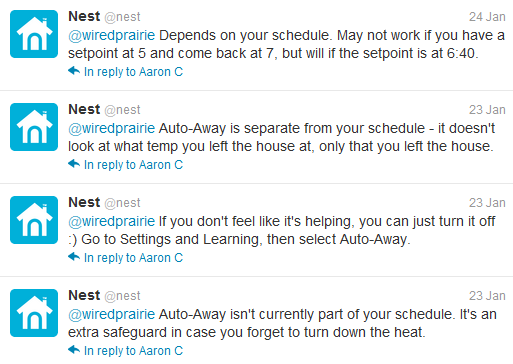 Nest @nest 24 Jan
@wiredprairie Depends on your schedule. May not work if you have a
setpoint at 5 and come back at 7, but will if the setpoint is at 6:40.
In reply to Aaron C
Nest @nest 23 Jan
@wiredprairie Auto-Away is separate from your schedule - it doesn't
look at what temp you left the house at, only that you left the house.
In reply to Aaron C
Nest @nest 23 Jan
@wiredprairie If you don't feel like it's helping, you can just turn it off
:) Go to Settings and Learning, then select Auto-Away.
In reply to Aaron C
Nest @nest 23 Jan
@wiredprairie Auto-Away isn't currently part of your schedule. It's an
extra safeguard in case you forget to turn down the heat.
In reply to Aaron C